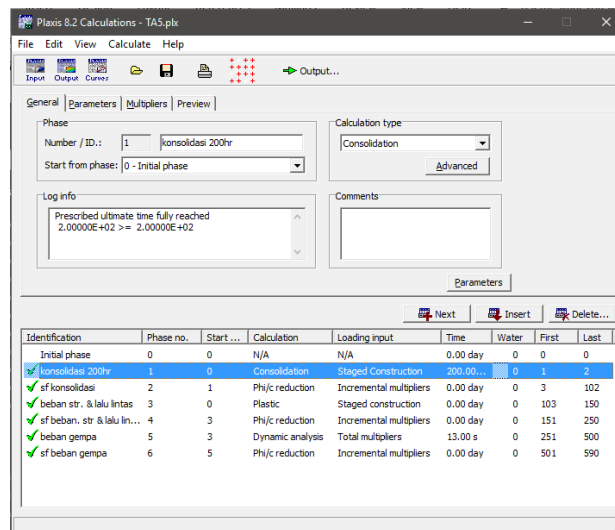 Plaxis 8.2 Calculations - TA5.plx
File Edit View Calculate Help
Input Output Curves Output...
General Parameters Multipliers Preview
Phase
Number / ID.: 1 konsolidasi 200hr
Start from phase: 0 - Initial phase
Calculation type
Consolidation
Advanced
Log info
Prescribed ultimate time fully reached
2.00000E+02 >= 2.00000E+02
Comments
Parameters
Next Insert Delete...
Identification Phase no. Start ... Calculation Loading input Time Water First Last
Initial phase 0 0 N/A N/A 0.00 day 0 0 0
konsolidasi 200hr 1 0 Consolidation Staged Construction 200.00... 0 1 2
sf konsolidasi 2 1 Phi/c reduction Incremental multipliers 0.00 day 0 3 102
beban str. & lalu lintas 3 0 Plastic Staged construction 0.00 day 0 103 150
sf beban. str & lalu lin... 4 3 Phi/c reduction Incremental multipliers 0.00 day 0 151 250
beban gempa 5 3 Dynamic analysis Total multipliers 13.00 s 0 251 500
sf beban gempa 6 5 Phi/c reduction Incremental multipliers 0.00 day 0 501 590